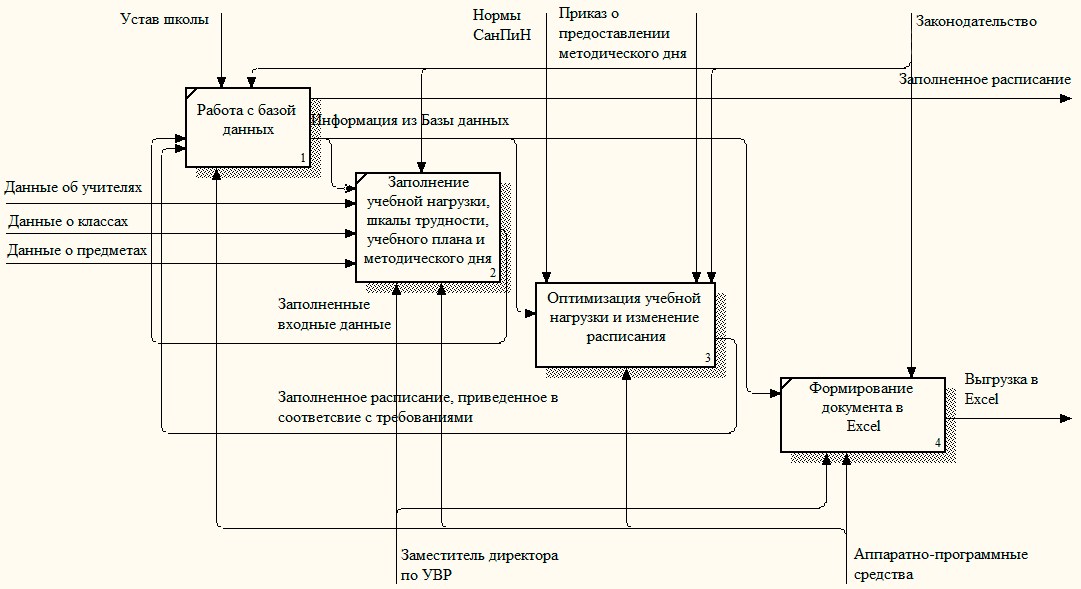 Устав школы
Нормы
СанПиН
Приказ о
предоставлении
методического дня
Законодательство
Заполненное расписание
Работа с базой
данных
1
Информация из Базы данных
Данные об учителях
Данные о классах
Данные о предметах
Заполнение
учебной нагрузки,
шкалы трудности,
учебного плана и
методического дня
2
Заполненные
входные данные
Оптимизация учебной
нагрузки и изменение
расписания
3
Заполненное расписание, приведенное в
соответсвие с требованиями
Формирование
документа в
Excel
4
Выгрузка в
Excel
Заместитель директора
по УВР
Аппаратно-программные
средства